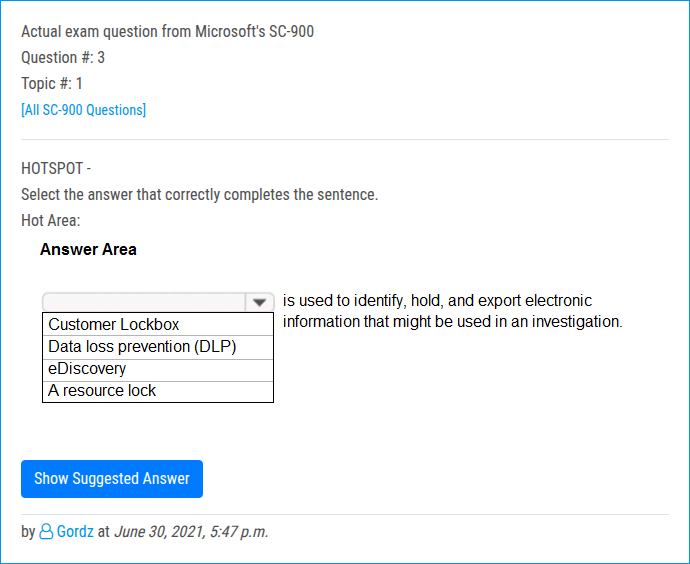 Actual exam question from Microsoft's SC-900
Question #: 3
Topic #: 1
[All SC-900 Questions]
HOTSPOT -
Select the answer that correctly completes the sentence.
Hot Area:
Answer Area
is used to identify, hold, and export electronic
information that might be used in an investigation.
Customer Lockbox
Data loss prevention (DLP)
eDiscovery
A resource lock
Show Suggested Answer
by Gordz at June 30, 2021, 5:47 p.m.